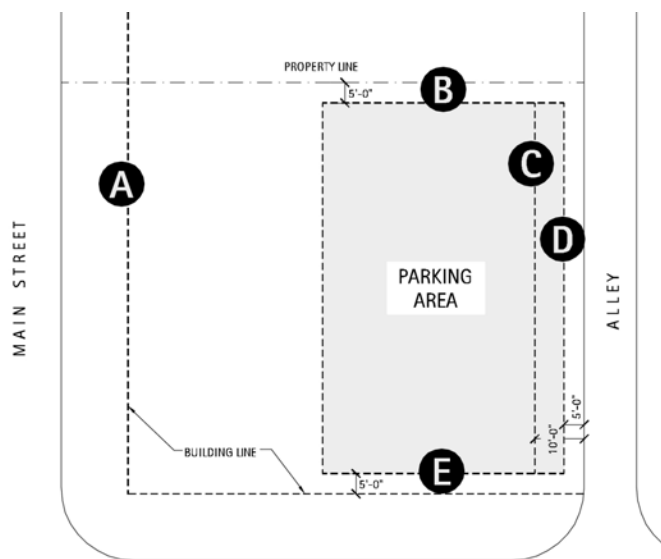 PROPERTY LINE
5'-0"
B
C
A
D
MAIN STREET
PARKING
AREA
ALLEY
5'-0"
10'-0"
BUILDING LINE
5'-0"
E